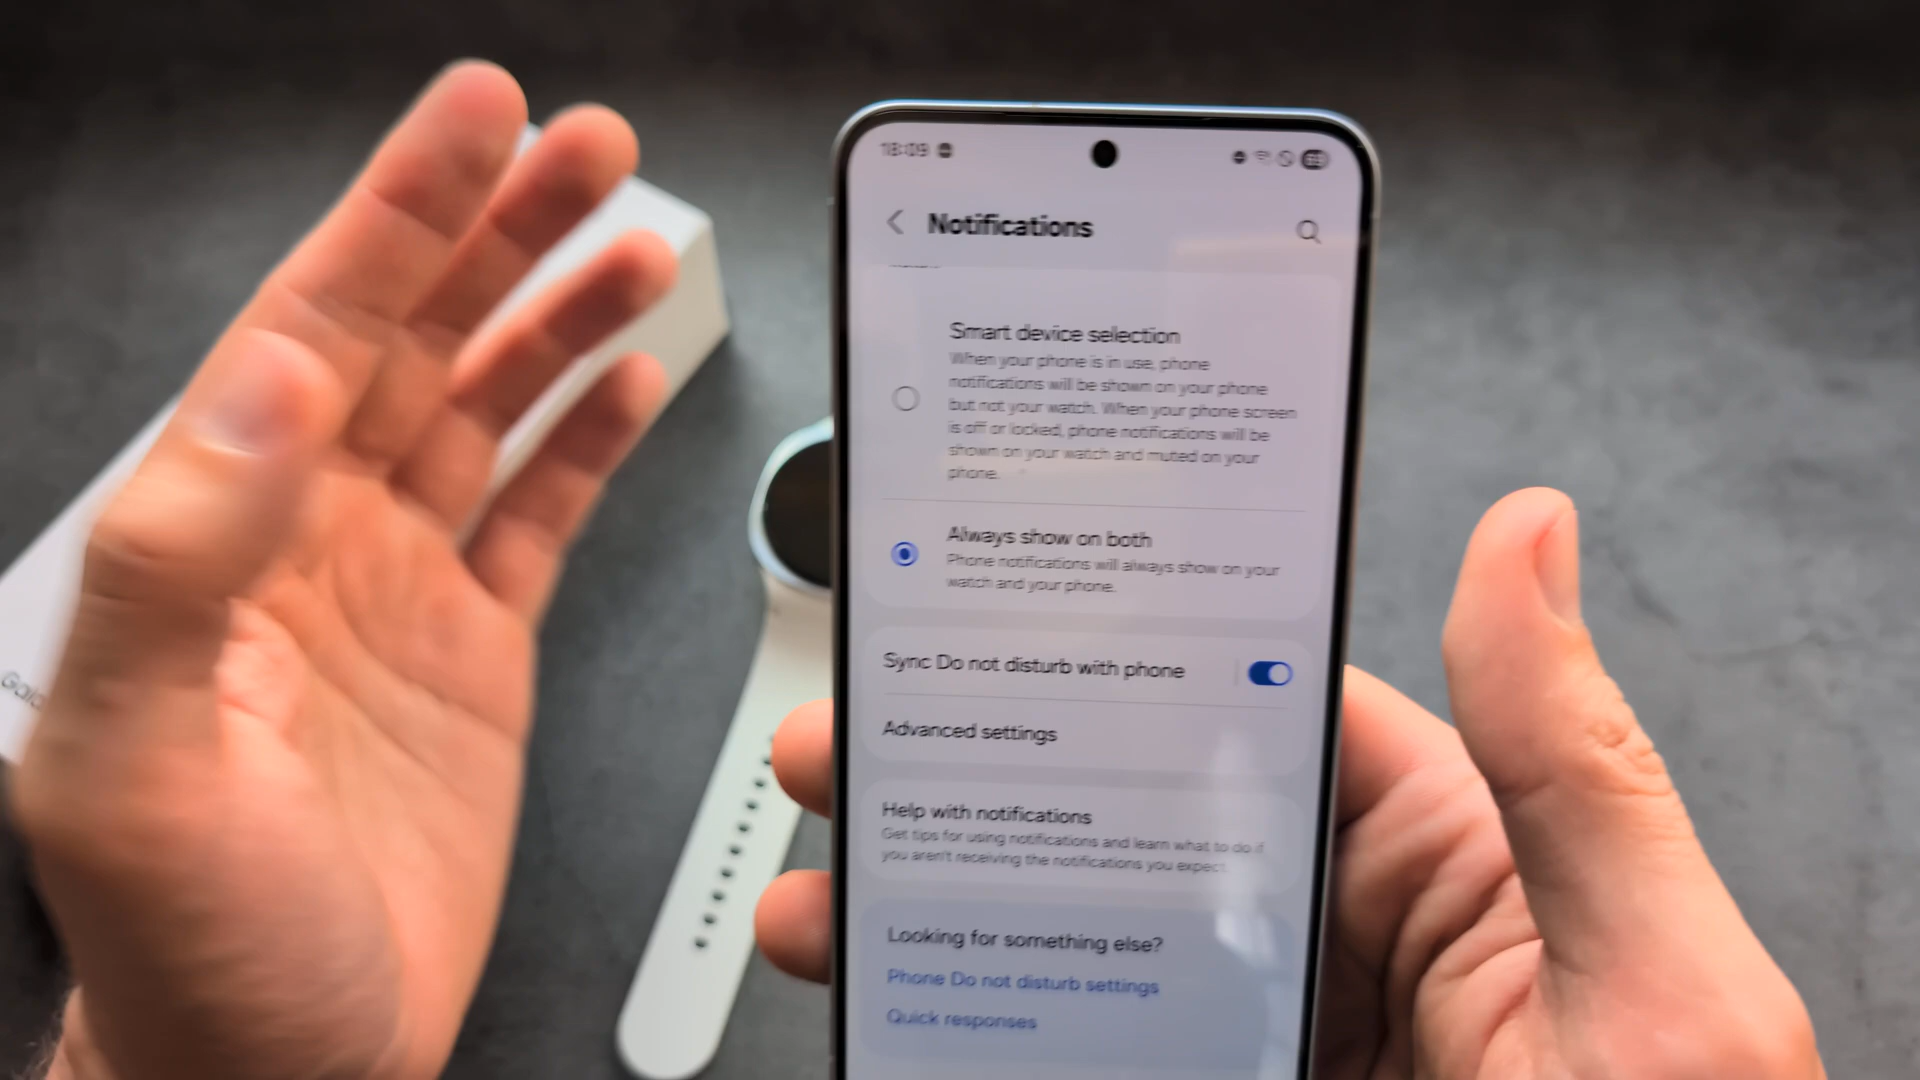 18:09
Notifications
Smart device selection
When your phone is in use, phone
notifications will be shown on your phone
but not your watch. When your phone screen
is off or locked, phone notifications will be
shown on your watch and muted on your
phone.
Always show on both
Phone notifications will always show on your
watch and your phone.
Sync Do not disturb with phone
Advanced settings
Help with notifications
Get tips for using notifications and learn what to do if
you aren't receiving the notifications you expect.
Looking for something else?
Phone Do not disturb settings
Quick responses